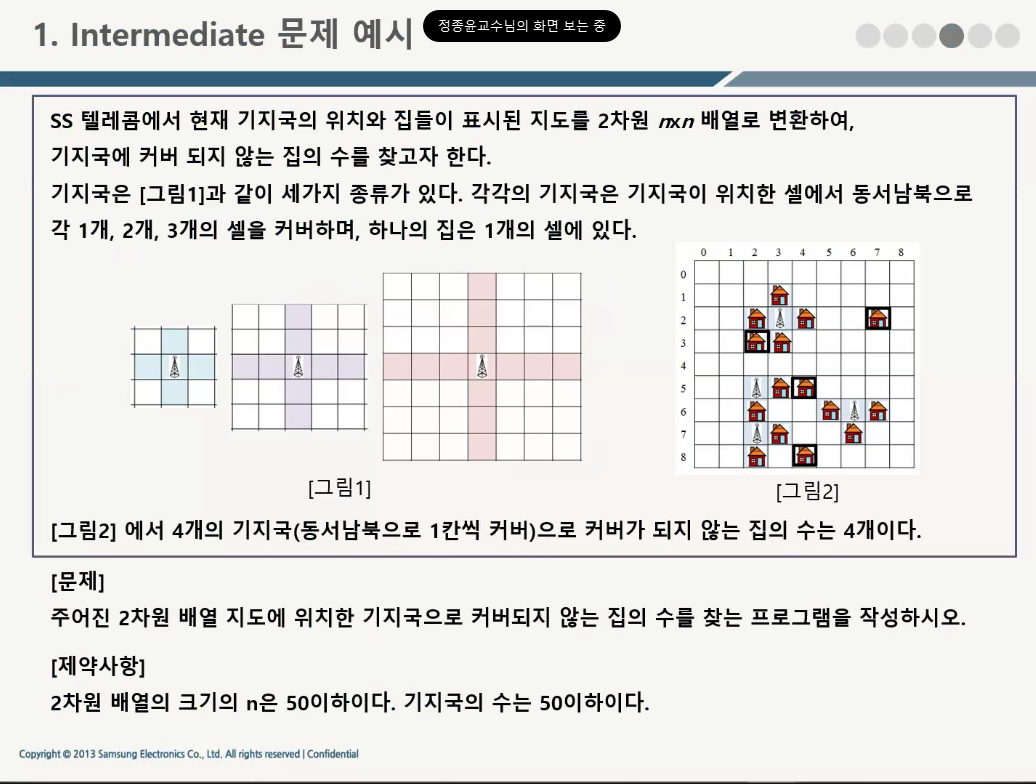 1. Intermediate 문제 예시
정종윤교수님의 화면 보는 중
SS 텔레콤에서 현재 기지국의 위치와 집들이 표시된 지도를 2차원 nxn 배열로 변환하여,
기지국에 커버 되지 않는 집의 수를 찾고자 한다.
기지국은 [그림1]과 같이 세가지 종류가 있다. 각각의 기지국은 기지국이 위치한 셀에서 동서남북으로
각 1개, 2개, 3개의 셀을 커버하며, 하나의 집은 1개의 셀에 있다.
0 1 2 3 4 5 6 7 8
0
1
2
3
4
5
6
7
8
[그림1]
[그림2]
[그림2] 에서 4개의 기지국(동서남북으로 1칸씩 커버)으로 커버가 되지 않는 집의 수는 4개이다.
[문제]
주어진 2차원 배열 지도에 위치한 기지국으로 커버되지 않는 집의 수를 찾는 프로그램을 작성하시오.
[제약사항]
2차원 배열의 크기의 n은 50이하이다. 기지국의 수는 50이하이다.
Copyright © 2013 Samsung Electronics Co., Ltd. All rights reserved | Confidential